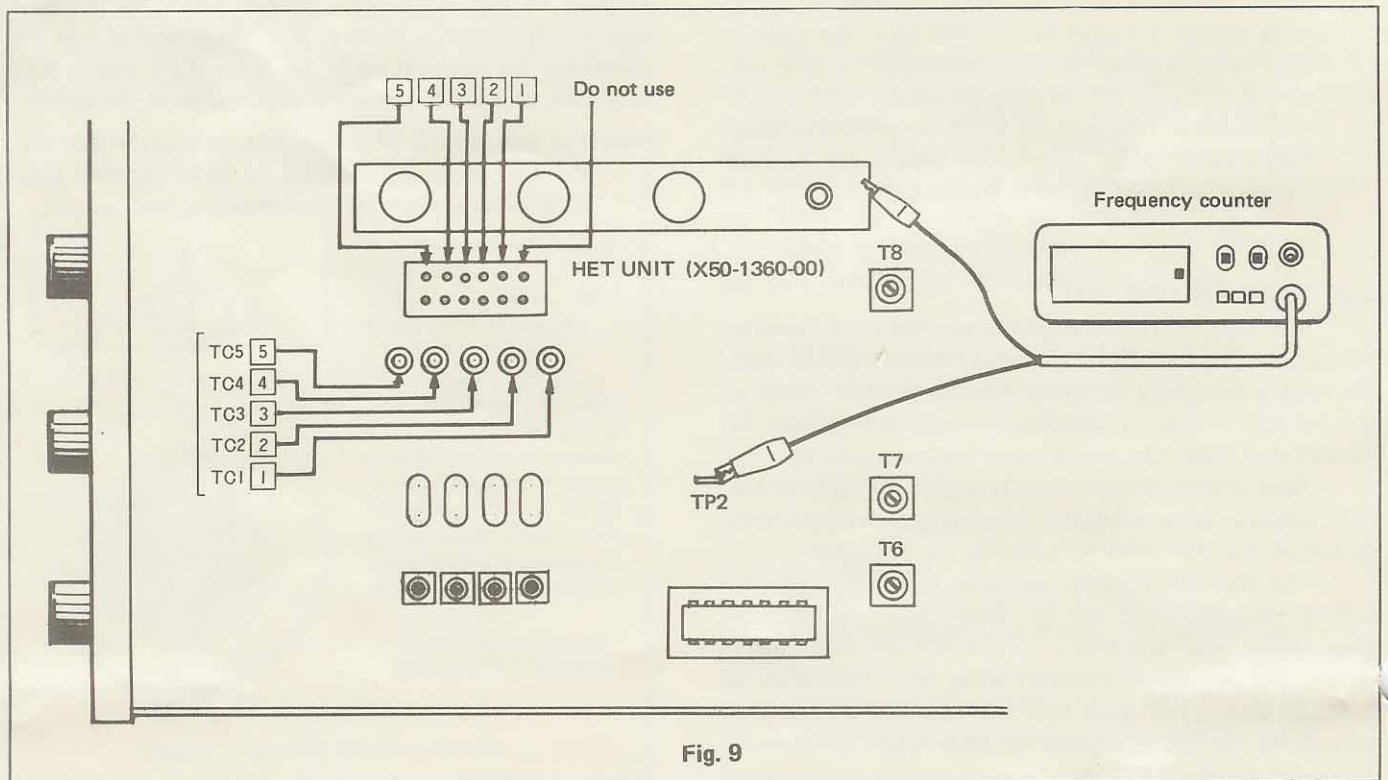 5 4 3 2 1 Do not use
Frequency counter
HET UNIT (X50-1360-00)
T8
TC5 5
TC4 4
TC3 3
TC2 2
TC1 1
TP2
T7
T6
Fig. 9